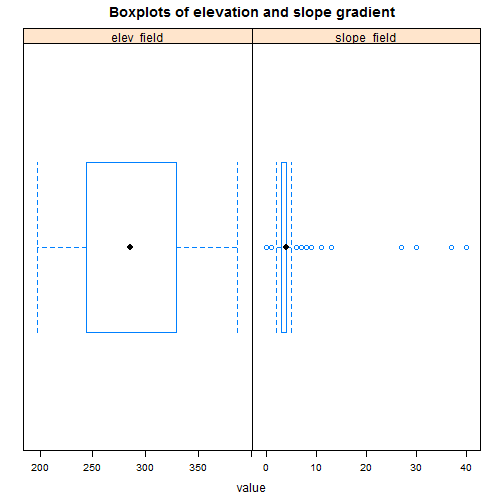 Boxplots of elevation and slope gradient
elev_field slope_field
200 250 300 350 0 10 20 30 40
value